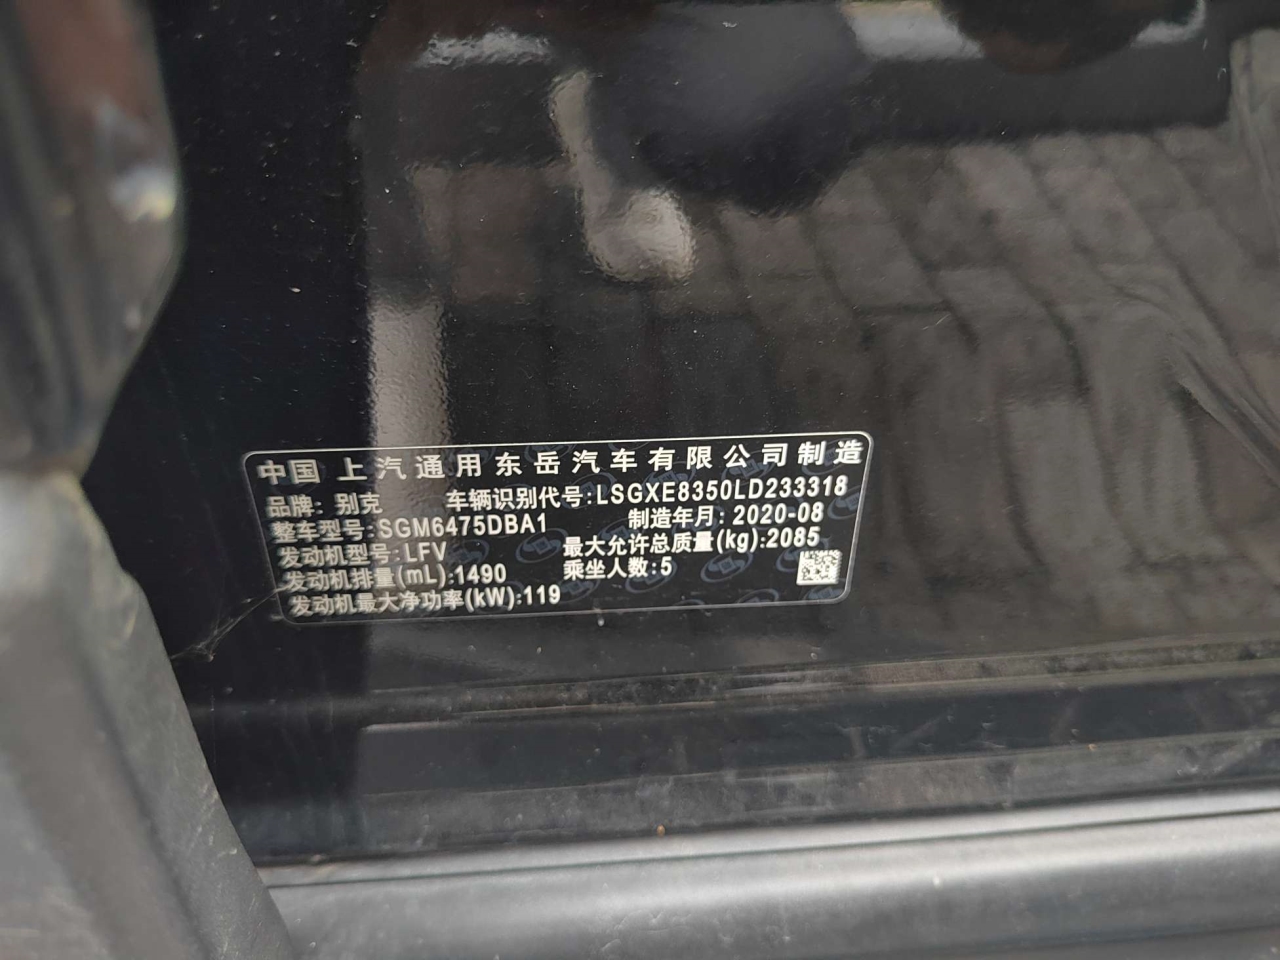 中国 上汽通用东岳汽车有限公司制造
品牌: 别克 车辆识别代号:LSGXE8350LD233318
整车型号:SGM6475DBA1 制造年月: 2020-08
发动机型号:LFV 最大允许总质量(kg):2085
发动机排量(mL):1490 乘坐人数:5
发动机最大净功率(kW):119